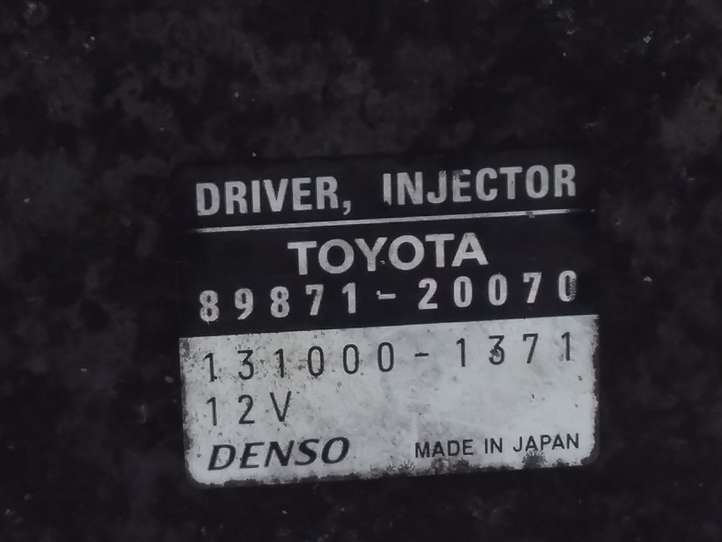 DRIVER, INJECTOR
TOYOTA
89871-20070
131000-1371
12V
DENSO MADE IN JAPAN